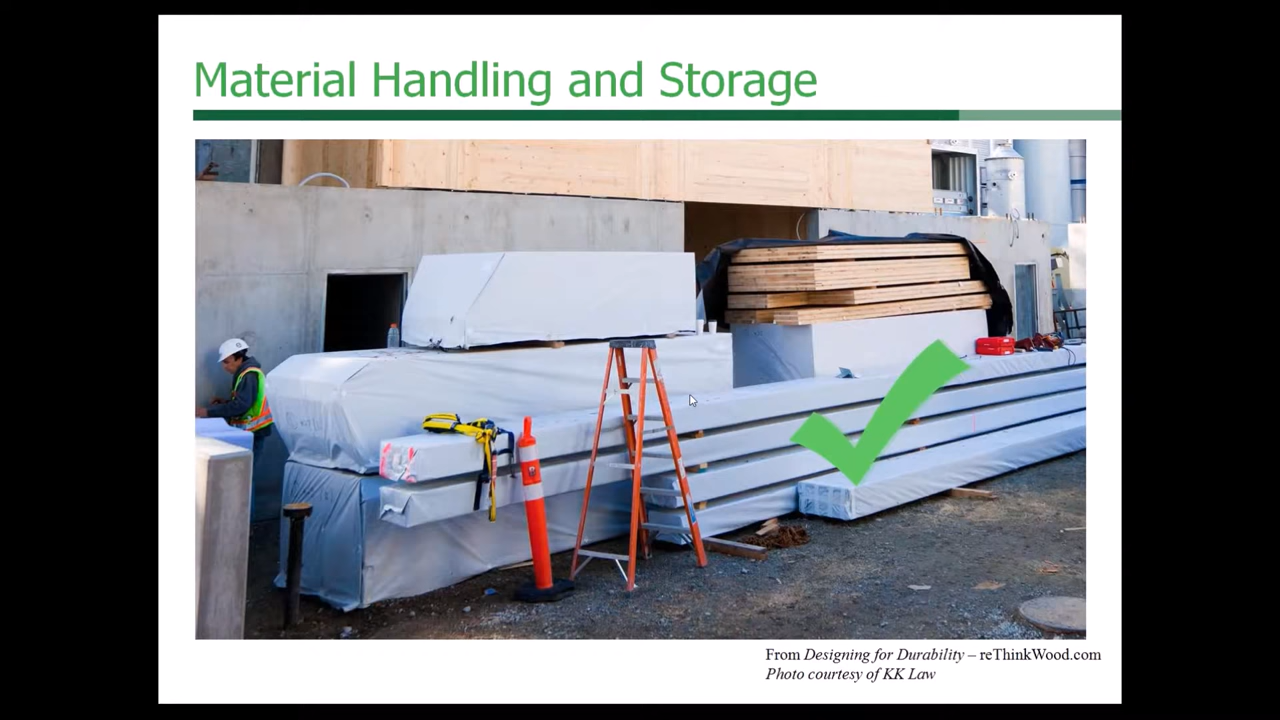 Material Handling and Storage
From Designing for Durability – reThinkWood.com
Photo courtesy of KK Law